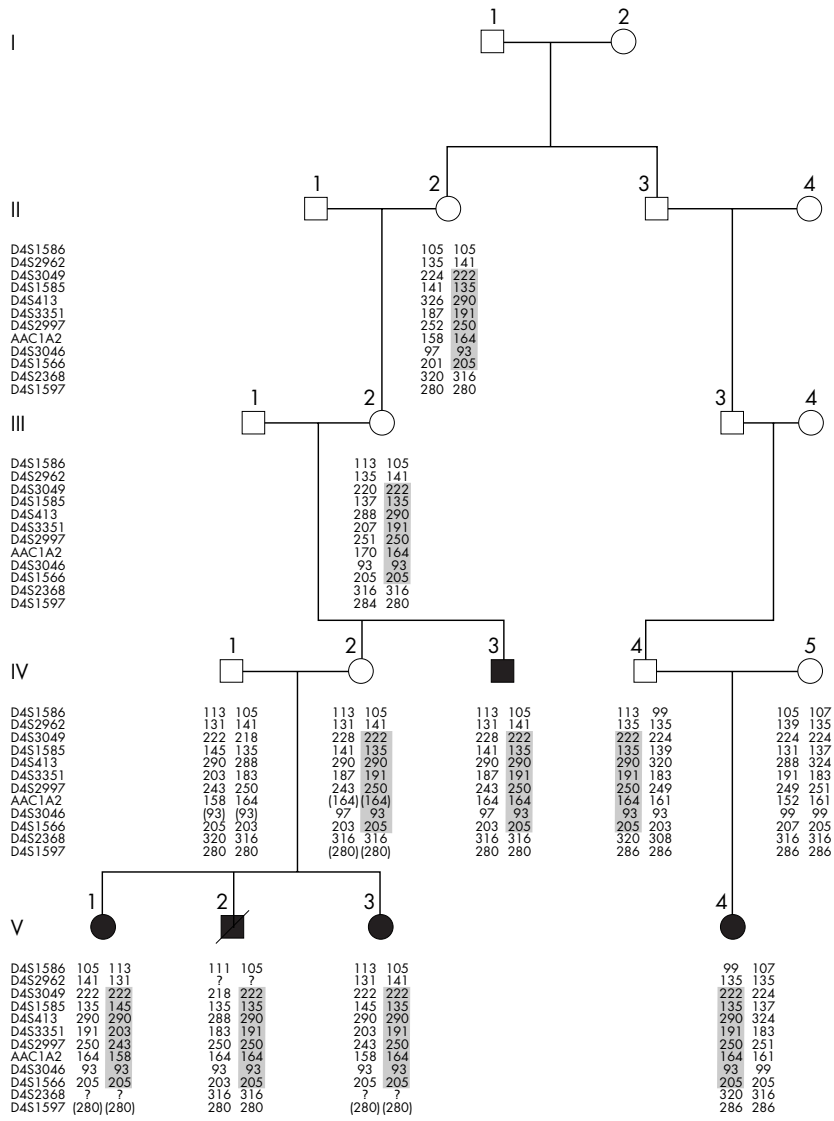 1 2
I
1 2 3 4
II
D4S1586 105 105
D4S2962 135 141
D4S3049 224 222
D4S1585 141 135
D4S413 326 290
D4S3351 187 191
D4S2997 252 250
AAC1A2 158 164
D4S3046 97 93
D4S1566 201 205
D4S2368 320 316
D4S1597 280 280
1 2 3 4
III
D4S1586 113 105
D4S2962 135 141
D4S3049 220 222
D4S1585 137 135
D4S413 288 290
D4S3351 207 191
D4S2997 251 250
AAC1A2 170 164
D4S3046 93 93
D4S1566 205 205
D4S2368 316 316
D4S1597 284 280
1 2 3 4 5
IV
D4S1586 113 105 113 105 113 105 113 99 105 107
D4S2962 131 141 131 141 131 141 135 135 139 135
D4S3049 222 218 228 222 228 222 222 224 224 224
D4S1585 145 135 141 135 141 135 135 139 131 137
D4S413 290 288 290 290 290 290 290 320 288 324
D4S3351 203 183 187 191 187 191 191 183 191 183
D4S2997 243 250 243 250 243 250 250 249 249 251
AAC1A2 158 164 (164) (164) 164 164 164 161 152 161
D4S3046 (93) (93) 97 93 97 93 93 93 99 99
D4S1566 205 203 203 205 203 205 205 203 207 205
D4S2368 320 316 316 316 316 316 320 308 316 316
D4S1597 280 280 (280) (280) 280 280 286 286 286 286
1 2 3 4
V
D4S1586 105 113 111 105 113 105 99 107
D4S2962 141 131 ? ? 131 141 135 135
D4S3049 222 222 218 222 222 222 222 224
D4S1585 135 145 135 135 145 135 135 137
D4S413 290 290 288 290 290 290 290 324
D4S3351 191 203 183 191 203 191 191 183
D4S2997 250 243 250 250 243 250 250 251
AAC1A2 164 158 164 164 158 164 164 161
D4S3046 93 93 93 93 93 93 93 99
D4S1566 205 205 203 205 205 205 205 205
D4S2368 ? ? 316 316 ? ? 320 316
D4S1597 (280) (280) 280 280 (280) (280) 286 286